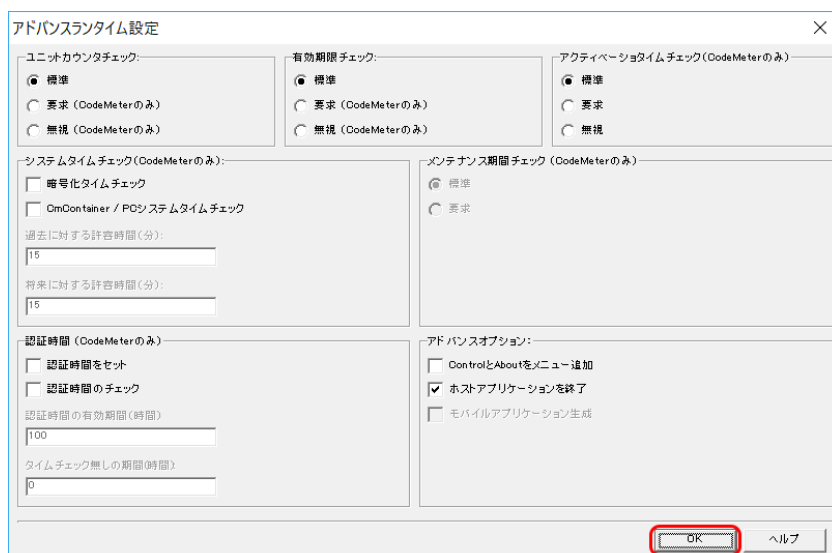 アドバンスランタイム設定
ユニットカウンタチェック:
標準
要求 (CodeMeterのみ)
無視 (CodeMeterのみ)
有効期限チェック:
標準
要求 (CodeMeterのみ)
無視 (CodeMeterのみ)
アクティベーショタイムチェック(CodeMeterのみ)
標準
要求
無視
システムタイムチェック(CodeMeterのみ):
暗号化タイムチェック
CmContainer / PCシステムタイムチェック
過去に対する許容時間(分):
15
将来に対する許容時間(分):
15
メンテナンス期間チェック (CodeMeterのみ)
標準
要求
認証時間 (CodeMeterのみ)
認証時間をセット
認証時間のチェック
認証時間の有効期間(時間)
100
タイムチェック無しの期間(時間):
0
アドバンスオプション:
ControlとAboutをメニュー追加
ホストアプリケーションを終了
モバイルアプリケーション生成
OK
ヘルプ